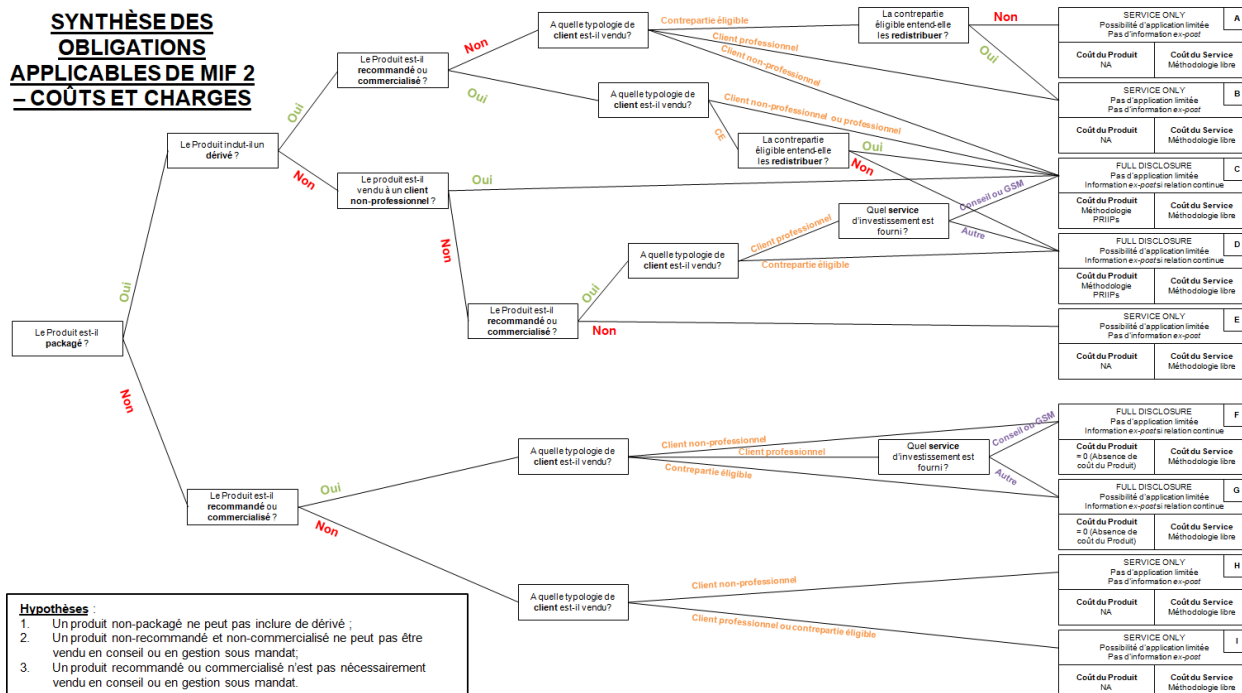 SYNTHÈSE DES
OBLIGATIONS
APPLICABLES DE MIF 2
– COÛTS ET CHARGES
Le Produit est-il
packagé ?
Oui
Non
Le Produit inclut-il un
dérivé ?
Oui
Non
Le Produit est-il
recommandé ou
commercialisé ?
Non
Oui
A quelle typologie de
client est-il vendu?
Contrepartie éligible
Client professionnel
Client non-professionnel
La contrepartie
éligible entend-elle
les redistribuer ?
Non
Oui
A quelle typologie de
client est-il vendu?
Client non-professionnel ou professionnel
CE
La contrepartie
éligible entend-elle
les redistribuer ?
Oui
Non
Le produit est-il
vendu à un client
non-professionnel ?
Oui
Non
Le Produit est-il
recommandé ou
commercialisé ?
Oui
Non
A quelle typologie de
client est-il vendu?
Client professionnel
Contrepartie éligible
Quel service
d'investissement est
fourni ?
Conseil ou GSM
Autre
Le Produit est-il
recommandé ou
commercialisé ?
Oui
Non
A quelle typologie de
client est-il vendu?
Client non-professionnel
Client professionnel
Contrepartie éligible
Quel service
d'investissement est
fourni ?
Conseil ou GSM
Autre
A quelle typologie de
client est-il vendu?
Client non-professionnel
Client professionnel ou contrepartie éligible
SERVICE ONLY
A
Possibilité d'application limitée
Pas d'information ex-post
Coût du Produit
NA
Coût du Service
Méthodologie libre
SERVICE ONLY
B
Pas d'application limitée
Pas d'information ex-post
Coût du Produit
NA
Coût du Service
Méthodologie libre
FULL DISCLOSURE
C
Pas d'application limitée
Information ex-post si relation continue
Coût du Produit
Méthodologie
PRIIPs
Coût du Service
Méthodologie libre
FULL DISCLOSURE
D
Possibilité d'application limitée
Information ex-post si relation continue
Coût du Produit
Méthodologie
PRIIPs
Coût du Service
Méthodologie libre
SERVICE ONLY
E
Possibilité d'application limitée
Pas d'information ex-post
Coût du Produit
NA
Coût du Service
Méthodologie libre
FULL DISCLOSURE
F
Pas d'application limitée
Information ex-post si relation continue
Coût du Produit
= 0 (Absence de
coût du Produit)
Coût du Service
Méthodologie libre
FULL DISCLOSURE
G
Possibilité d'application limitée
Information ex-post si relation continue
Coût du Produit
= 0 (Absence de
coût du Produit)
Coût du Service
Méthodologie libre
SERVICE ONLY
H
Pas d'application limitée
Pas d'information ex-post
Coût du Produit
NA
Coût du Service
Méthodologie libre
SERVICE ONLY
I
Possibilité d'application limitée
Pas d'information ex-post
Coût du Produit
NA
Coût du Service
Méthodologie libre
Hypothèses :
1. Un produit non-packagé ne peut pas inclure de dérivé ;
2. Un produit non-recommandé et non-commercialisé ne peut pas être
vendu en conseil ou en gestion sous mandat;
3. Un produit recommandé ou commercialisé n'est pas nécessairement
vendu en conseil ou en gestion sous mandat.